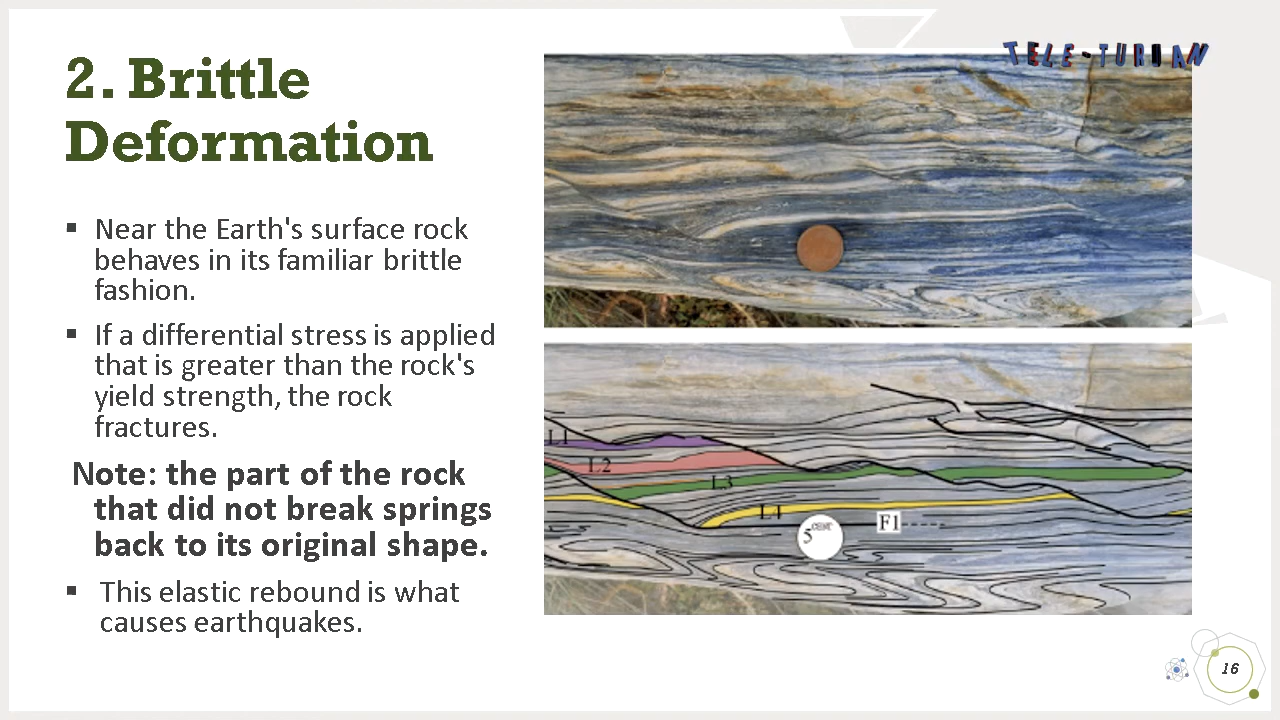 TELE-TURIAN
2. Brittle
Deformation
▪ Near the Earth's surface rock
behaves in its familiar brittle
fashion.
▪ If a differential stress is applied
that is greater than the rock's
yield strength, the rock
fractures.
Note: the part of the rock
that did not break springs
back to its original shape.
▪ This elastic rebound is what
causes earthquakes.
L1
L2
L3
L4
5 CENT
F1
16